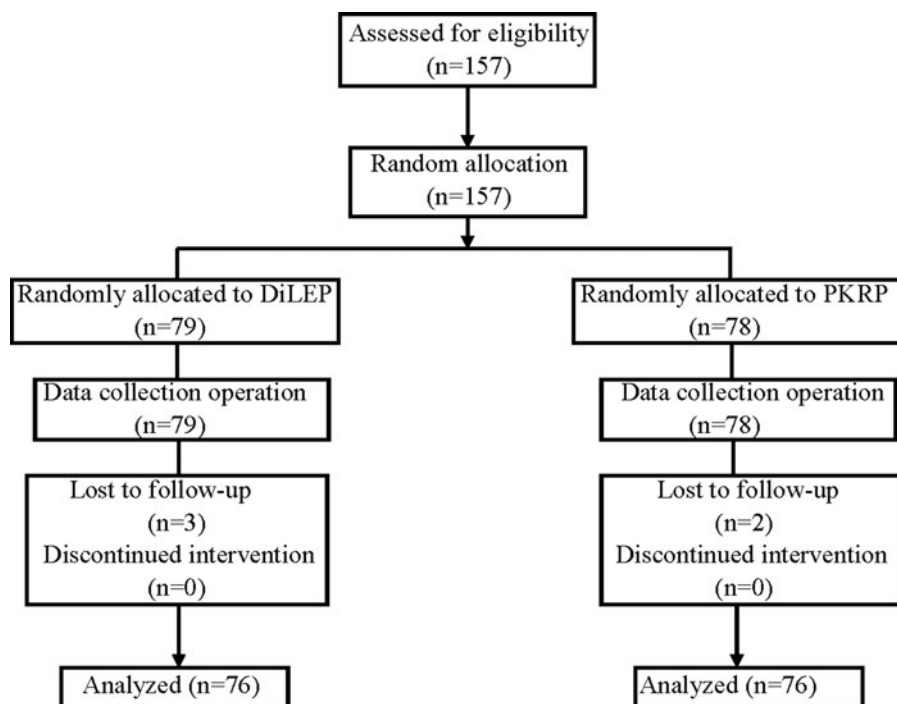 Assessed for eligibility
(n=157)
Random allocation
(n=157)
Randomly allocated to DiLEP
(n=79)
Randomly allocated to PKRP
(n=78)
Data collection operation
(n=79)
Data collection operation
(n=78)
Lost to follow-up
(n=3)
Discontinued intervention
(n=0)
Lost to follow-up
(n=2)
Discontinued intervention
(n=0)
Analyzed (n=76)
Analyzed (n=76)